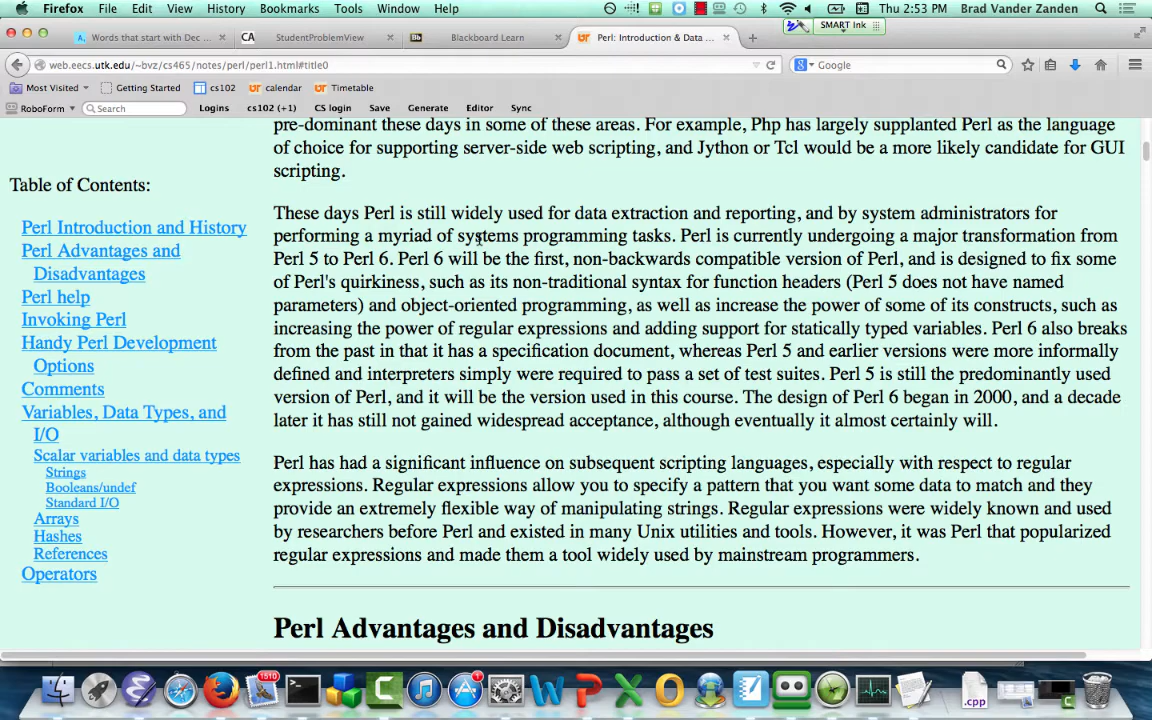 Firefox File Edit View History Bookmarks Tools Window Help Thu 2:53 PM Brad Vander Zanden
SMART Ink
Words that start with Dec ... × CA StudentProblemView × Bb Blackboard Learn × Perl: Introduction & Data ... × +
web.eecs.utk.edu/~bvz/cs465/notes/perl/perl1.html#title0 Google
Most Visited Getting Started cs102 calendar Timetable
RoboForm Search Logins cs102 (+1) CS login Save Generate Editor Sync
pre-dominant these days in some of these areas. For example, Php has largely supplanted Perl as the language
of choice for supporting server-side web scripting, and Jython or Tcl would be a more likely candidate for GUI
scripting.
Table of Contents:
Perl Introduction and History
Perl Advantages and
Disadvantages
Perl help
Invoking Perl
Handy Perl Development
Options
Comments
Variables, Data Types, and
I/O
Scalar variables and data types
Strings
Booleans/undef
Standard I/O
Arrays
Hashes
References
Operators
These days Perl is still widely used for data extraction and reporting, and by system administrators for
performing a myriad of systems programming tasks. Perl is currently undergoing a major transformation from
Perl 5 to Perl 6. Perl 6 will be the first, non-backwards compatible version of Perl, and is designed to fix some
of Perl's quirkiness, such as its non-traditional syntax for function headers (Perl 5 does not have named
parameters) and object-oriented programming, as well as increase the power of some of its constructs, such as
increasing the power of regular expressions and adding support for statically typed variables. Perl 6 also breaks
from the past in that it has a specification document, whereas Perl 5 and earlier versions were more informally
defined and interpreters simply were required to pass a set of test suites. Perl 5 is still the predominantly used
version of Perl, and it will be the version used in this course. The design of Perl 6 began in 2000, and a decade
later it has still not gained widespread acceptance, although eventually it almost certainly will.
Perl has had a significant influence on subsequent scripting languages, especially with respect to regular
expressions. Regular expressions allow you to specify a pattern that you want some data to match and they
provide an extremely flexible way of manipulating strings. Regular expressions were widely known and used
by researchers before Perl and existed in many Unix utilities and tools. However, it was Perl that popularized
regular expressions and made them a tool widely used by mainstream programmers.
Perl Advantages and Disadvantages
1510
.cpp